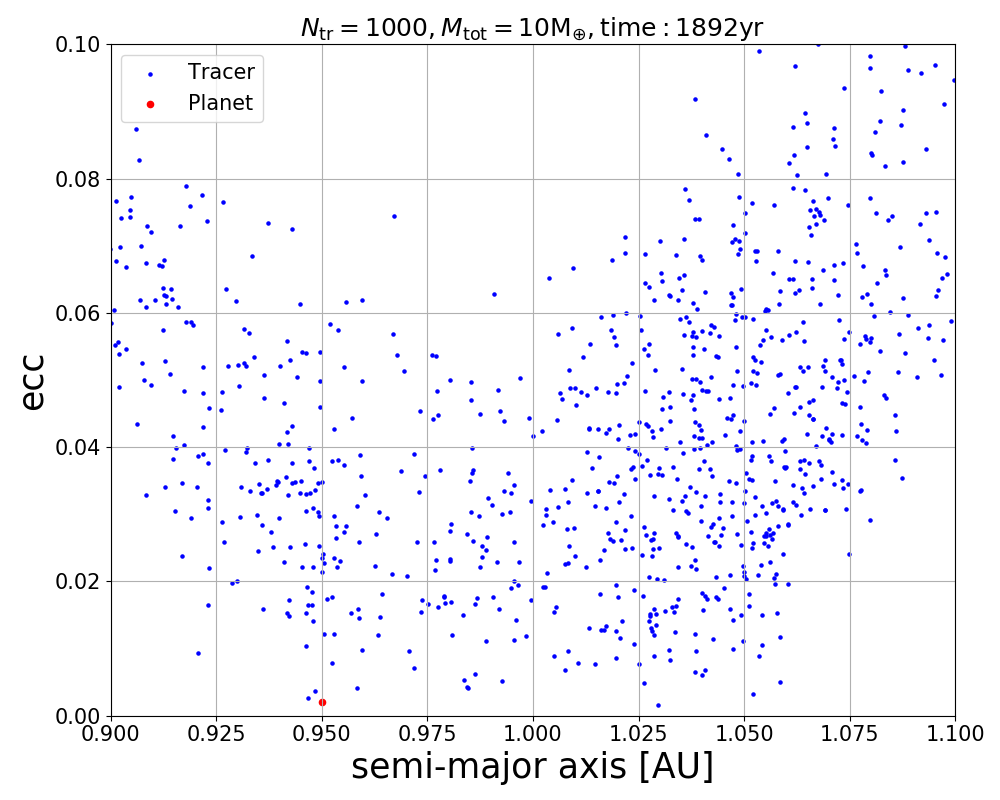 N_tr = 1000, M_tot = 10M_⊕, time : 1892yr
Tracer
Planet
ecc
0.10
0.08
0.06
0.04
0.02
0.00
0.900 0.925 0.950 0.975 1.000 1.025 1.050 1.075 1.100
semi-major axis [AU]